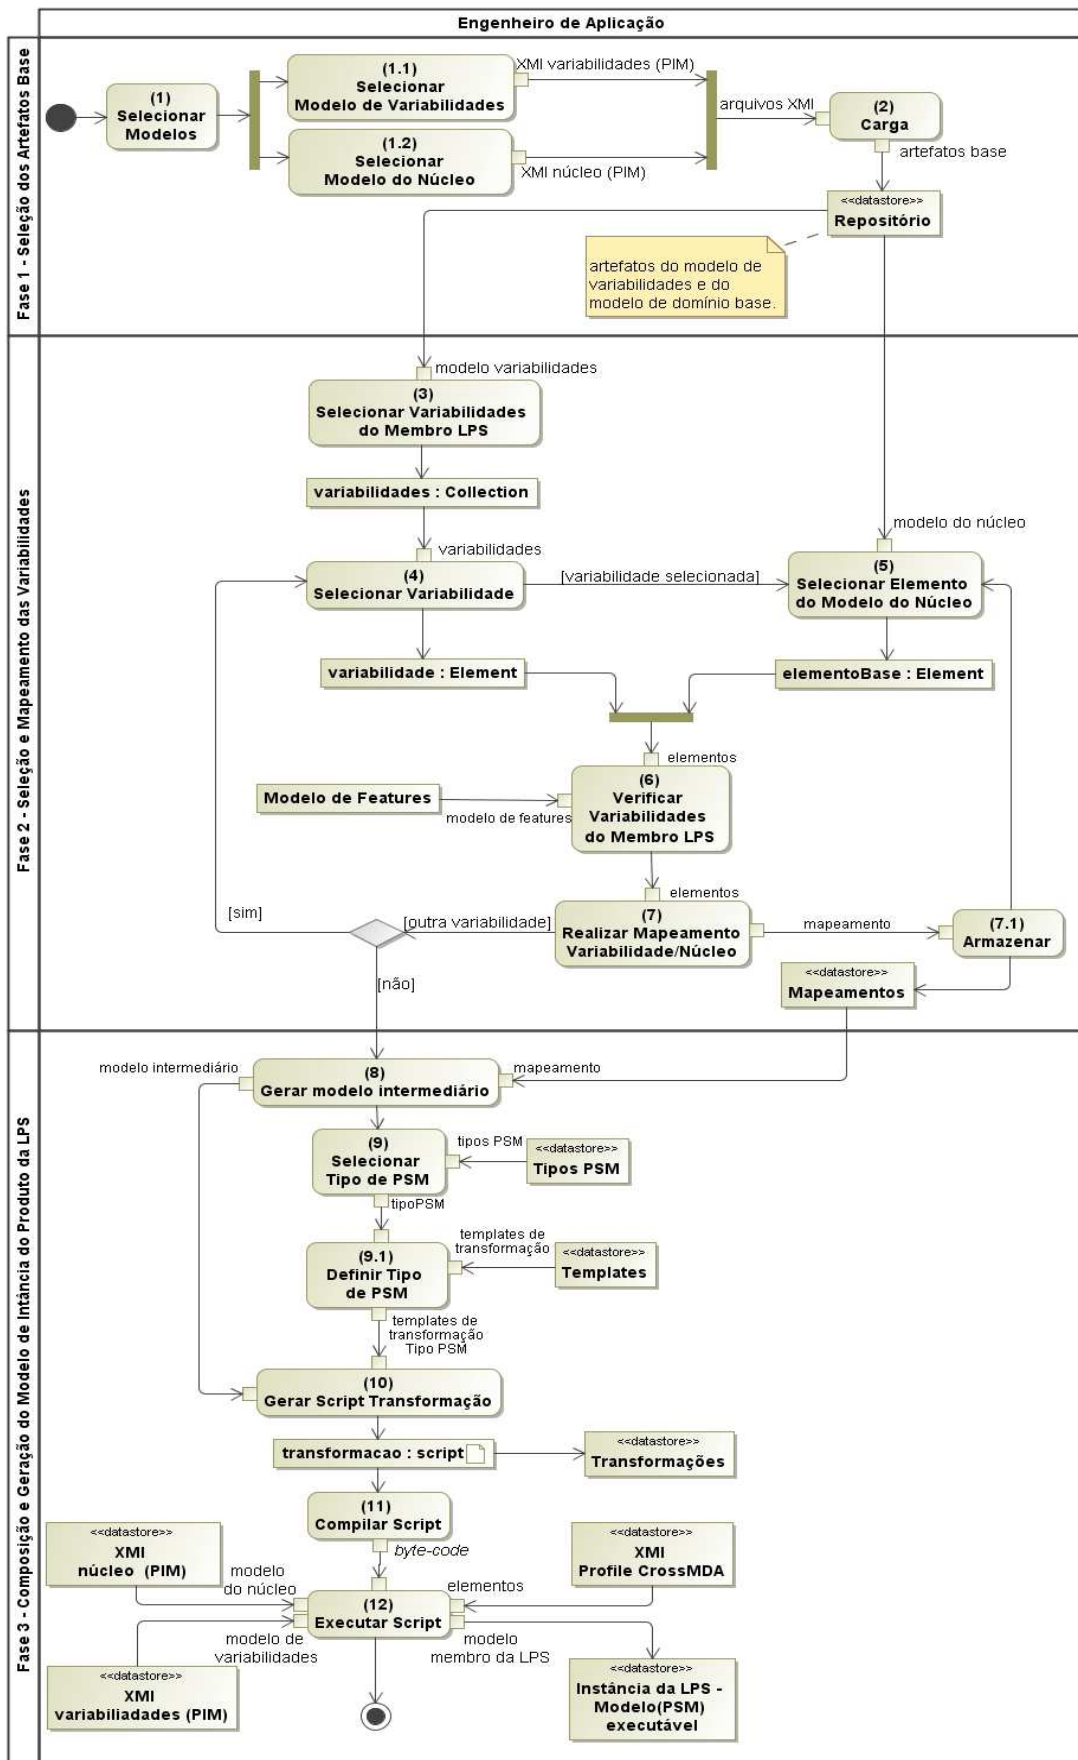 Engenheiro de Aplicação
Fase 1 - Seleção dos Artefatos Base
(1)
Selecionar
Modelos
(1.1)
Selecionar
Modelo de Variabilidades
XMI variabilidades (PIM)
(1.2)
Selecionar
Modelo do Núcleo
XMI núcleo (PIM)
arquivos XMI
(2)
Carga
artefatos base
<<datastore>>
Repositório
artefatos do modelo de
variabilidades e do
modelo de domínio base.
Fase 2 - Seleção e Mapeamento das Variabilidades
modelo variabilidades
(3)
Selecionar Variabilidades
do Membro LPS
variabilidades : Collection
variabilidades
modelo do núcleo
(4)
Selecionar Variabilidade
[variabilidade selecionada]
(5)
Selecionar Elemento
do Modelo do Núcleo
variabilidade : Element
elementoBase : Element
elementos
Modelo de Features
modelo de features
(6)
Verificar
Variabilidades
do Membro LPS
elementos
[sim]
[outra variabilidade]
(7)
Realizar Mapeamento
Variabilidade/Núcleo
mapeamento
(7.1)
Armazenar
[não]
<<datastore>>
Mapeamentos
Fase 3 - Composição e Geração do Modelo de Intância do Produto da LPS
modelo intermediário
(8)
Gerar modelo intermediário
mapeamento
(9)
Selecionar
Tipo de PSM
tipos PSM
<<datastore>>
Tipos PSM
tipoPSM
(9.1)
Definir Tipo
de PSM
templates de
transformação
<<datastore>>
Templates
templates de
transformação
Tipo PSM
(10)
Gerar Script Transformação
transformacao : script
<<datastore>>
Transformações
(11)
Compilar Script
byte-code
<<datastore>>
XMI
núcleo (PIM)
modelo
do núcleo
<<datastore>>
XMI
Profile CrossMDA
elementos
(12)
Executar Script
modelo de
variabilidades
modelo
membro da LPS
<<datastore>>
XMI
variabiliadades (PIM)
<<datastore>>
Instância da LPS -
Modelo(PSM)
executável